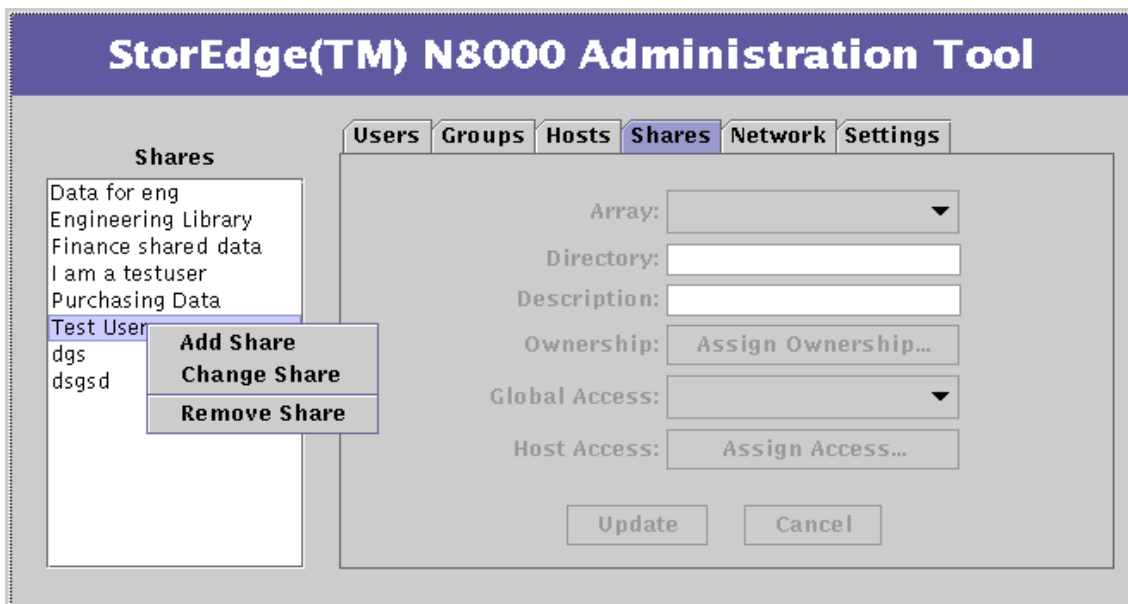 StorEdge(TM) N8000 Administration Tool
Users Groups Hosts Shares Network Settings
Shares
Data for eng
Engineering Library
Finance shared data
I am a testuser
Purchasing Data
Test User
dgs
dsgsd
Add Share
Change Share
Remove Share
Array:
Directory:
Description:
Ownership: Assign Ownership...
Global Access:
Host Access: Assign Access...
Update Cancel